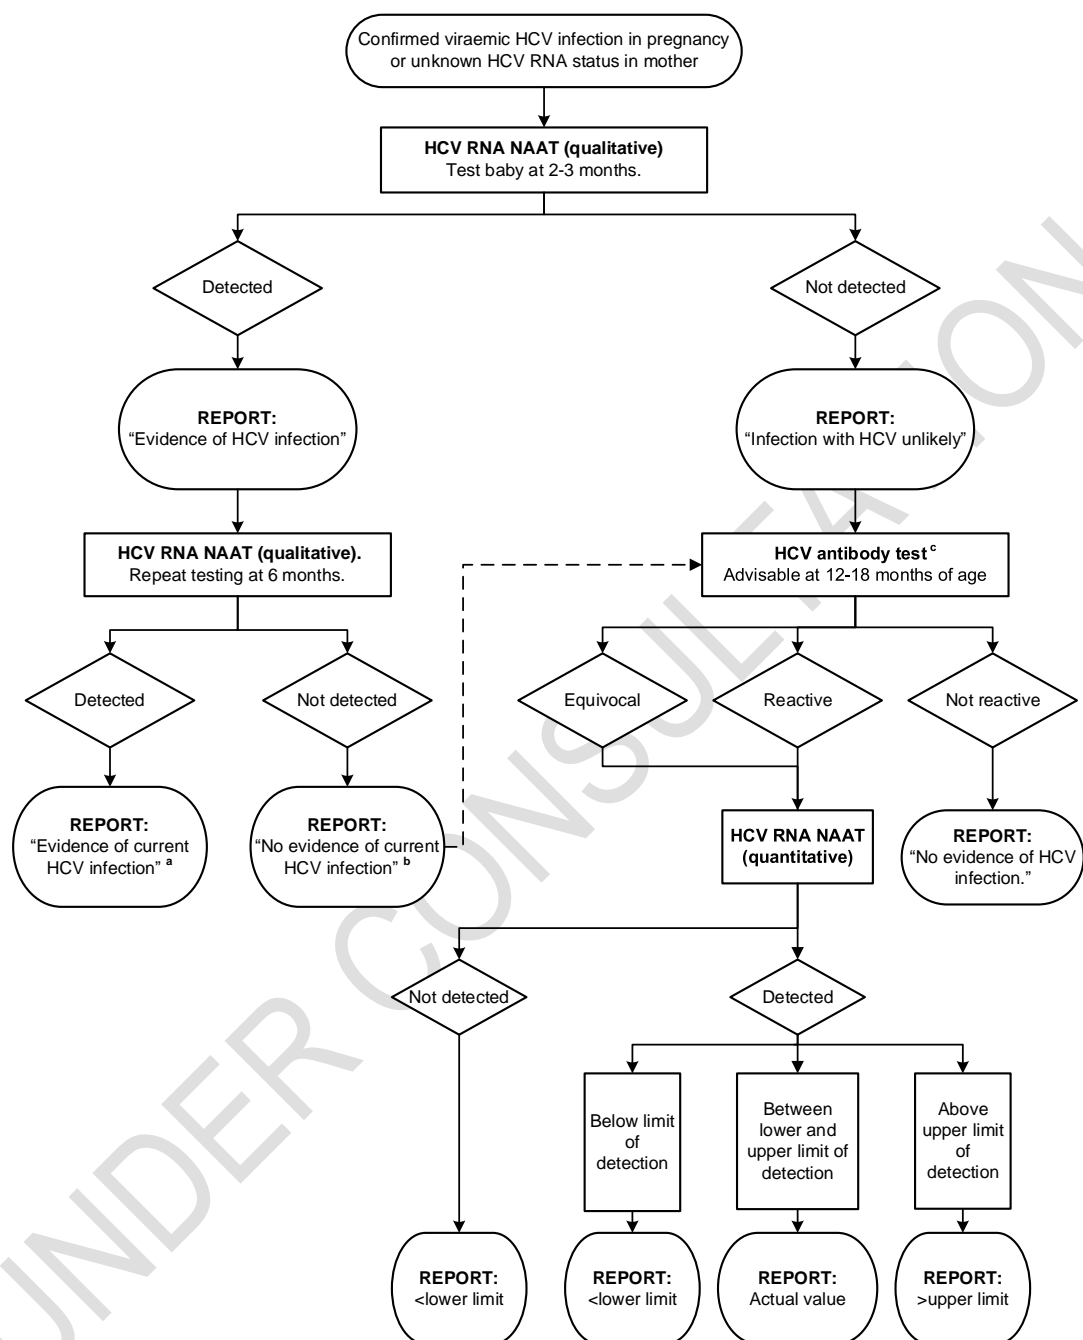 Confirmed viraemic HCV infection in pregnancy
or unknown HCV RNA status in mother
HCV RNA NAAT (qualitative)
Test baby at 2-3 months.
Detected
Not detected
REPORT:
“Evidence of HCV infection”
REPORT:
“Infection with HCV unlikely”
HCV RNA NAAT (qualitative).
Repeat testing at 6 months.
HCV antibody test c
Advisable at 12-18 months of age
Detected
Not detected
Equivocal
Reactive
Not reactive
REPORT:
“Evidence of current
HCV infection” a
REPORT:
“No evidence of current
HCV infection” b
HCV RNA NAAT
(quantitative)
REPORT:
“No evidence of HCV
infection.”
Not detected
Detected
Below limit
of
detection
Between
lower and
upper limit of
detection
Above
upper limit
of
detection
REPORT:
<lower limit
REPORT:
<lower limit
REPORT:
Actual value
REPORT:
>upper limit
UNDER CONSULTATION